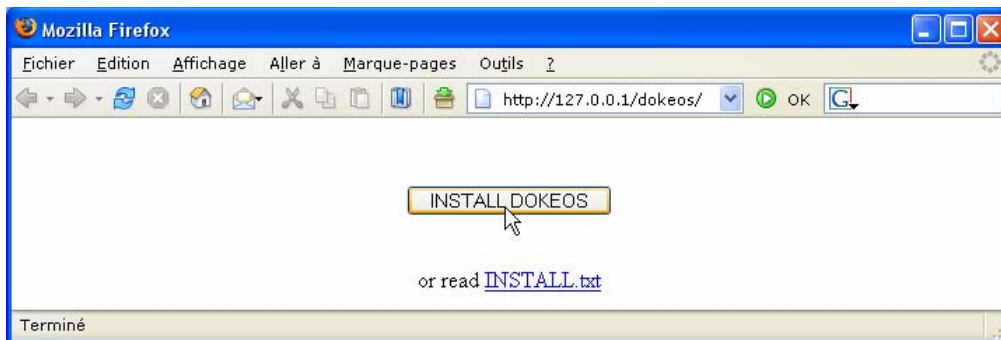 Mozilla Firefox
Fichier Edition Affichage Aller à Marque-pages Outils ?
http://127.0.0.1/dokeos/ OK G
INSTALL DOKEOS
or read INSTALL.txt
Terminé